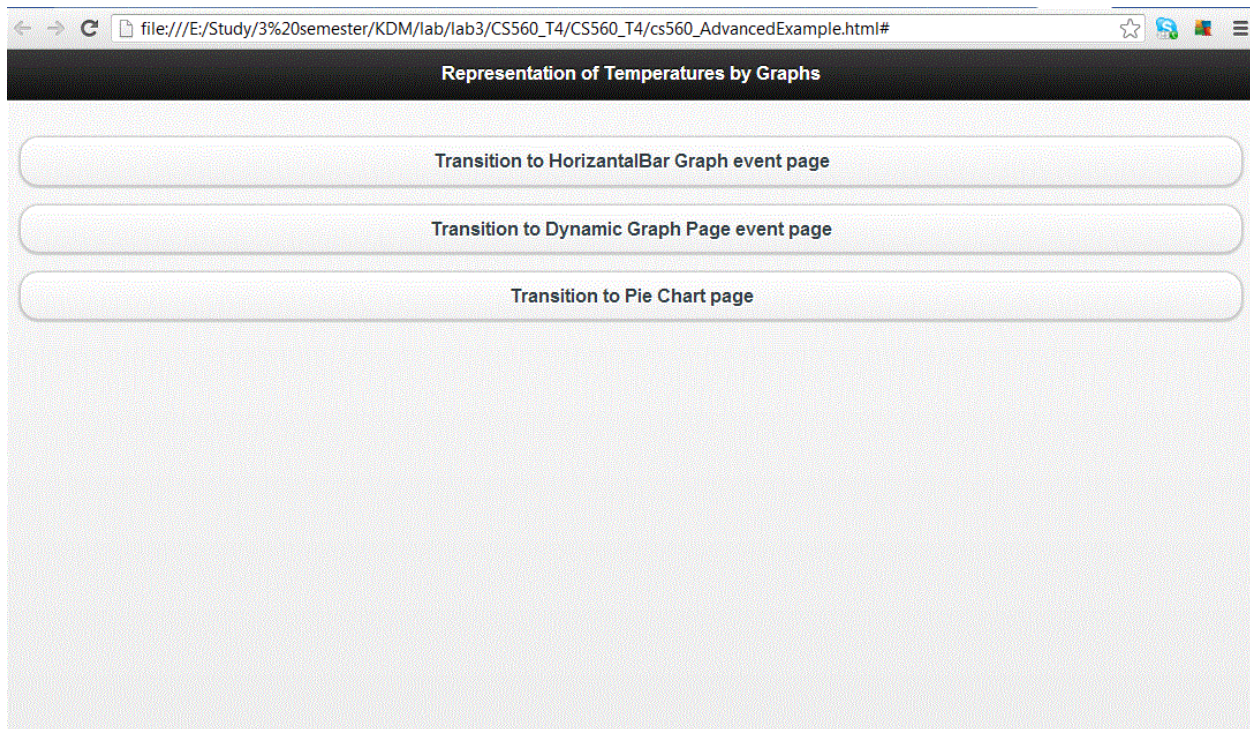 file:///E:/Study/3%20semester/KDM/lab/lab3/CS560_T4/CS560_T4/cs560_AdvancedExample.html#
Representation of Temperatures by Graphs
Transition to HorizantalBar Graph event page
Transition to Dynamic Graph Page event page
Transition to Pie Chart page